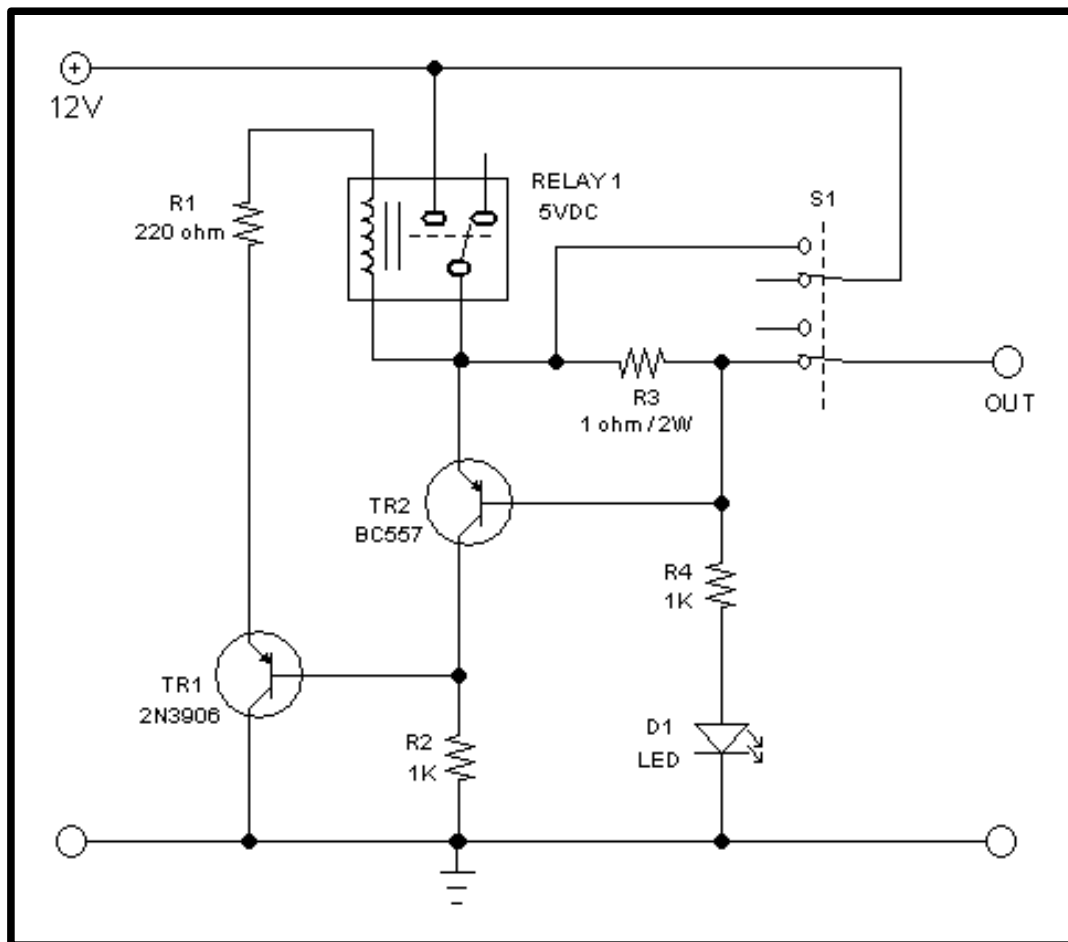 +
12V
RELAY 1
5VDC
S1
R1
220 ohm
R3
1 ohm / 2W
OUT
TR2
BC557
R4
1K
TR1
2N3906
R2
1K
D1
LED